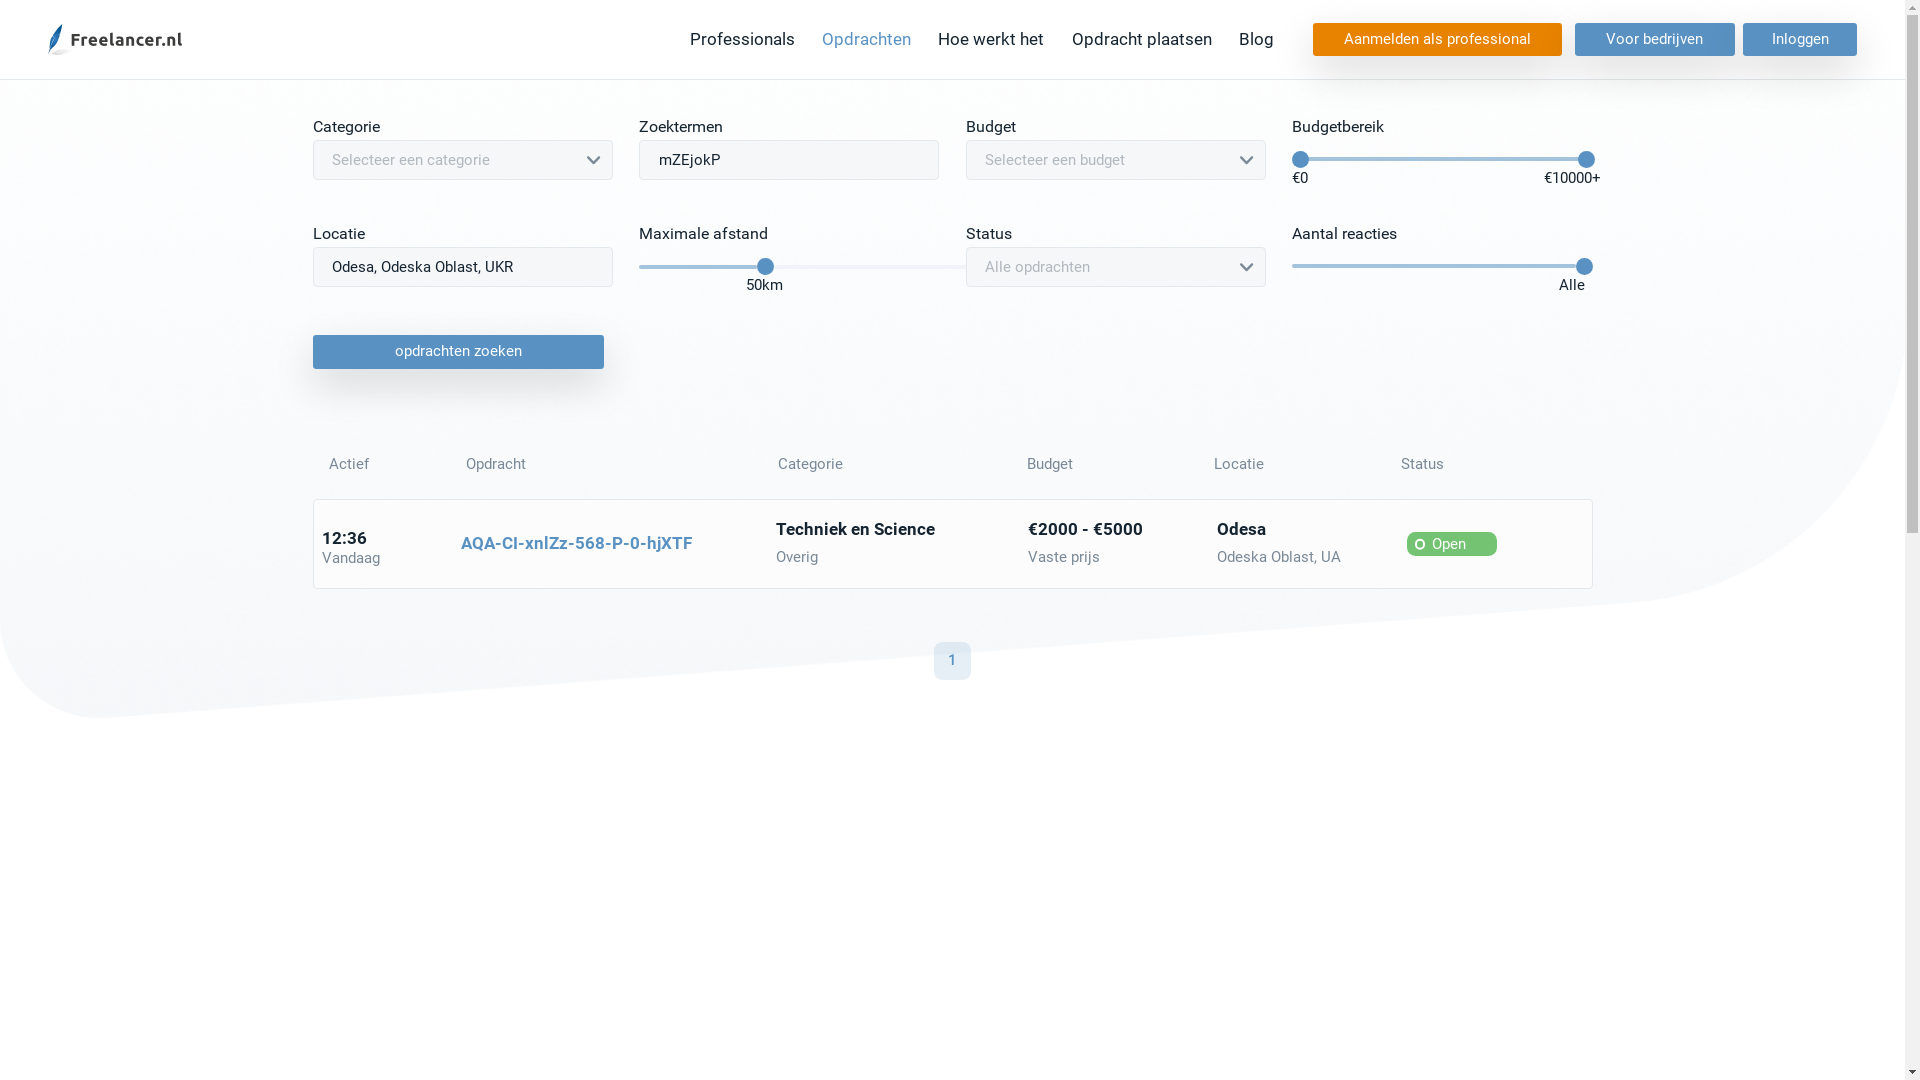 Freelancer.nl
Professionals Opdrachten Hoe werkt het Opdracht plaatsen Blog Aanmelden als professional Voor bedrijven Inloggen
Categorie Zoektermen Budget Budgetbereik
Selecteer een categorie mZEjokP Selecteer een budget
€0 €10000+
Locatie Maximale afstand Status Aantal reacties
Odesa, Odeska Oblast, UKR Alle opdrachten
50km Alle
opdrachten zoeken
Actief Opdracht Categorie Budget Locatie Status
12:36 AQA-CI-xnlZz-568-P-0-hjXTF Techniek en Science €2000 - €5000 Odesa Open
Vandaag Overig Vaste prijs Odeska Oblast, UA
1